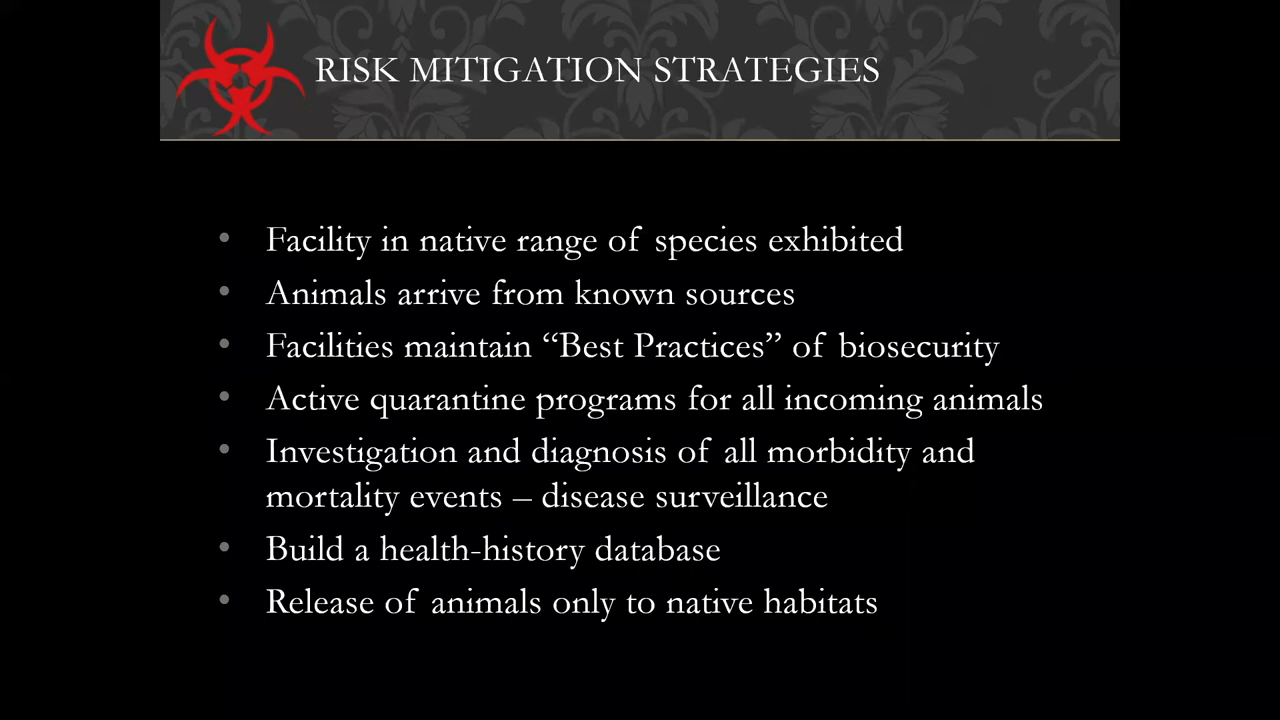 RISK MITIGATION STRATEGIES
• Facility in native range of species exhibited
• Animals arrive from known sources
• Facilities maintain “Best Practices” of biosecurity
• Active quarantine programs for all incoming animals
• Investigation and diagnosis of all morbidity and
mortality events – disease surveillance
• Build a health-history database
• Release of animals only to native habitats